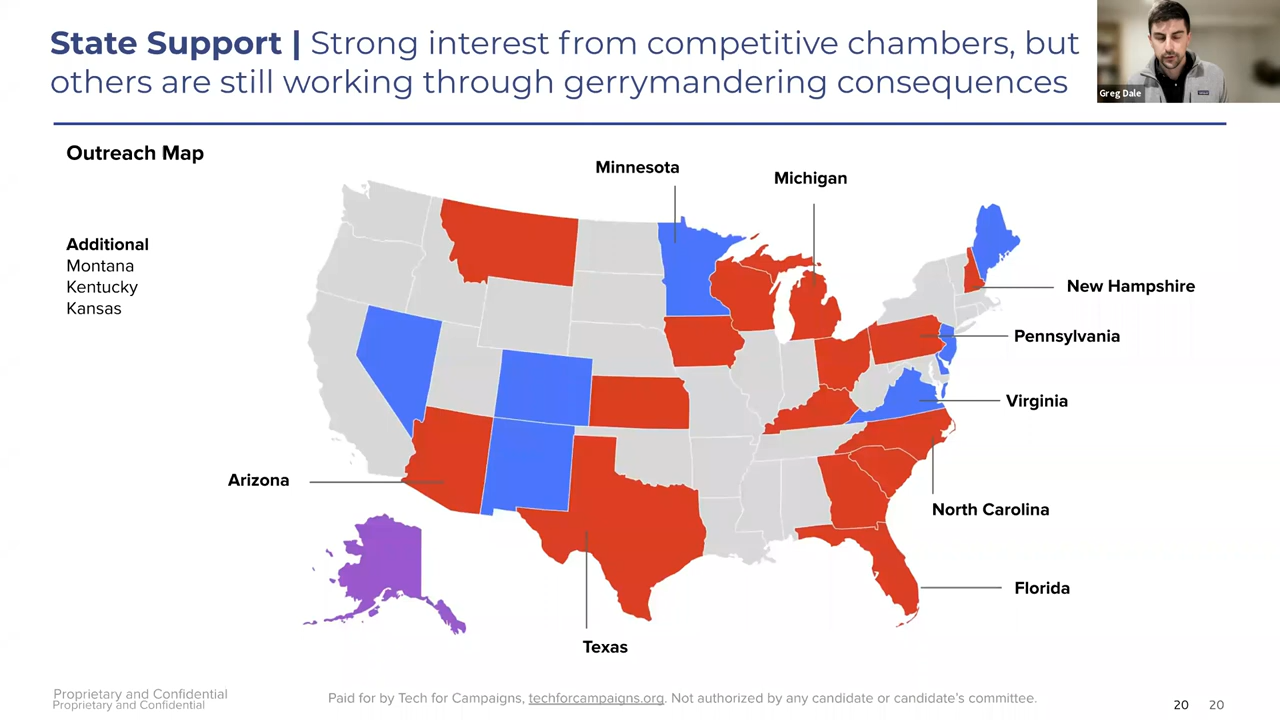 State Support | Strong interest from competitive chambers, but
others are still working through gerrymandering consequences
Greg Dale
Outreach Map
Additional
Montana
Kentucky
Kansas
Minnesota
Michigan
New Hampshire
Pennsylvania
Virginia
Arizona
North Carolina
Florida
Texas
Proprietary and Confidential
Proprietary and Confidential
Paid for by Tech for Campaigns, techforcampaigns.org. Not authorized by any candidate or candidate's committee.
20 20